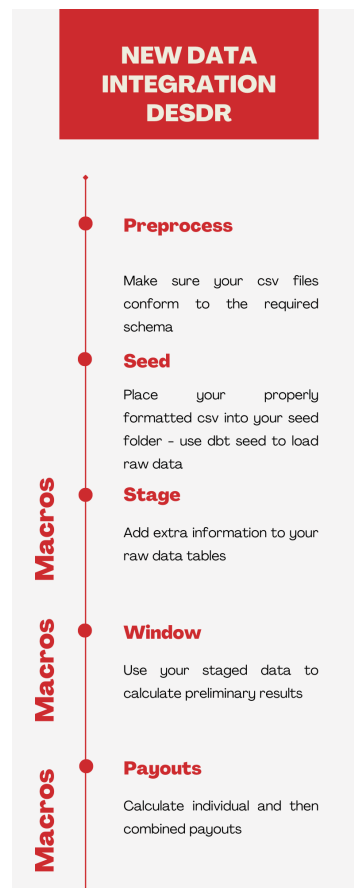 NEW DATA
INTEGRATION
DESDR
Preprocess
Make sure your csv files
conform to the required
schema
Seed
Place your properly
formatted csv into your seed
folder - use dbt seed to load
raw data
Macros
Stage
Add extra information to your
raw data tables
Macros
Window
Use your staged data to
calculate preliminary results
Macros
Payouts
Calculate individual and then
combined payouts